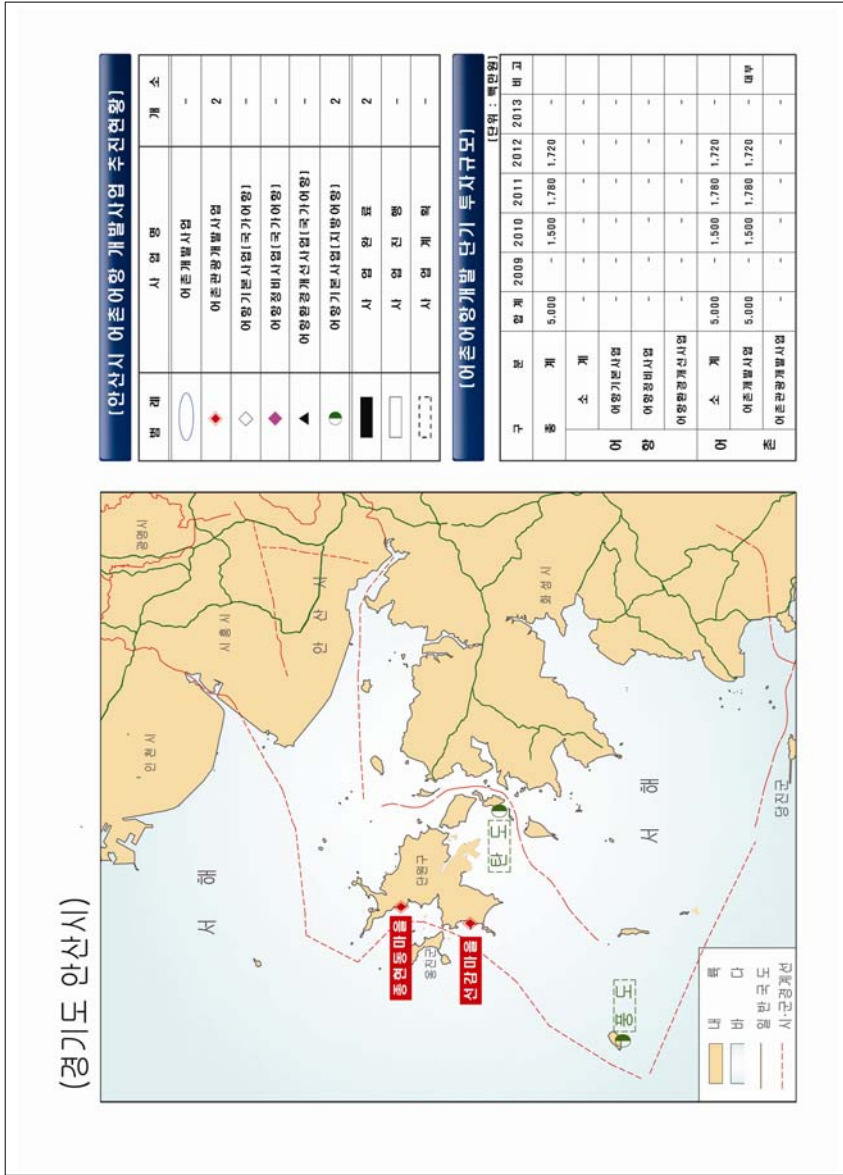 (경기도 안산시)
인천시
시흥시
광명시
안 산 시
서 해
화성시
단원구
종현동마을
옹진군
선감마을
탄 도
서 해
풍 도
당진군
내 륙
바 다
일 반 국 도
시·군경계선
[안산시 어촌어항 개발사업 추진현황]
범 례 사 업 명 개 소
어촌개발사업 -
어촌관광개발사업 2
어항기본사업(국가어항) -
어항정비사업(국가어항) -
어항환경개선사업(국가어항) -
어항기본사업(지방어항) 2
사 업 완 료 2
사 업 진 행 -
사 업 계 획 -
[어촌어항개발 단기 투자규모]
[단위 : 백만원]
구 분 합 계 2009 2010 2011 2012 2013 비 고
총 계 5.000 - 1.500 1.780 1.720 -
어 항
소 계 - - - - - -
어항기본사업 - - - - - -
어항정비사업 - - - - - -
어항환경개선사업 - - - - - -
어 촌
소 계 5.000 - 1.500 1.780 1.720 -
어촌개발사업 5.000 - 1.500 1.780 1.720 - 대부
어촌관광개발사업 - - - - - -